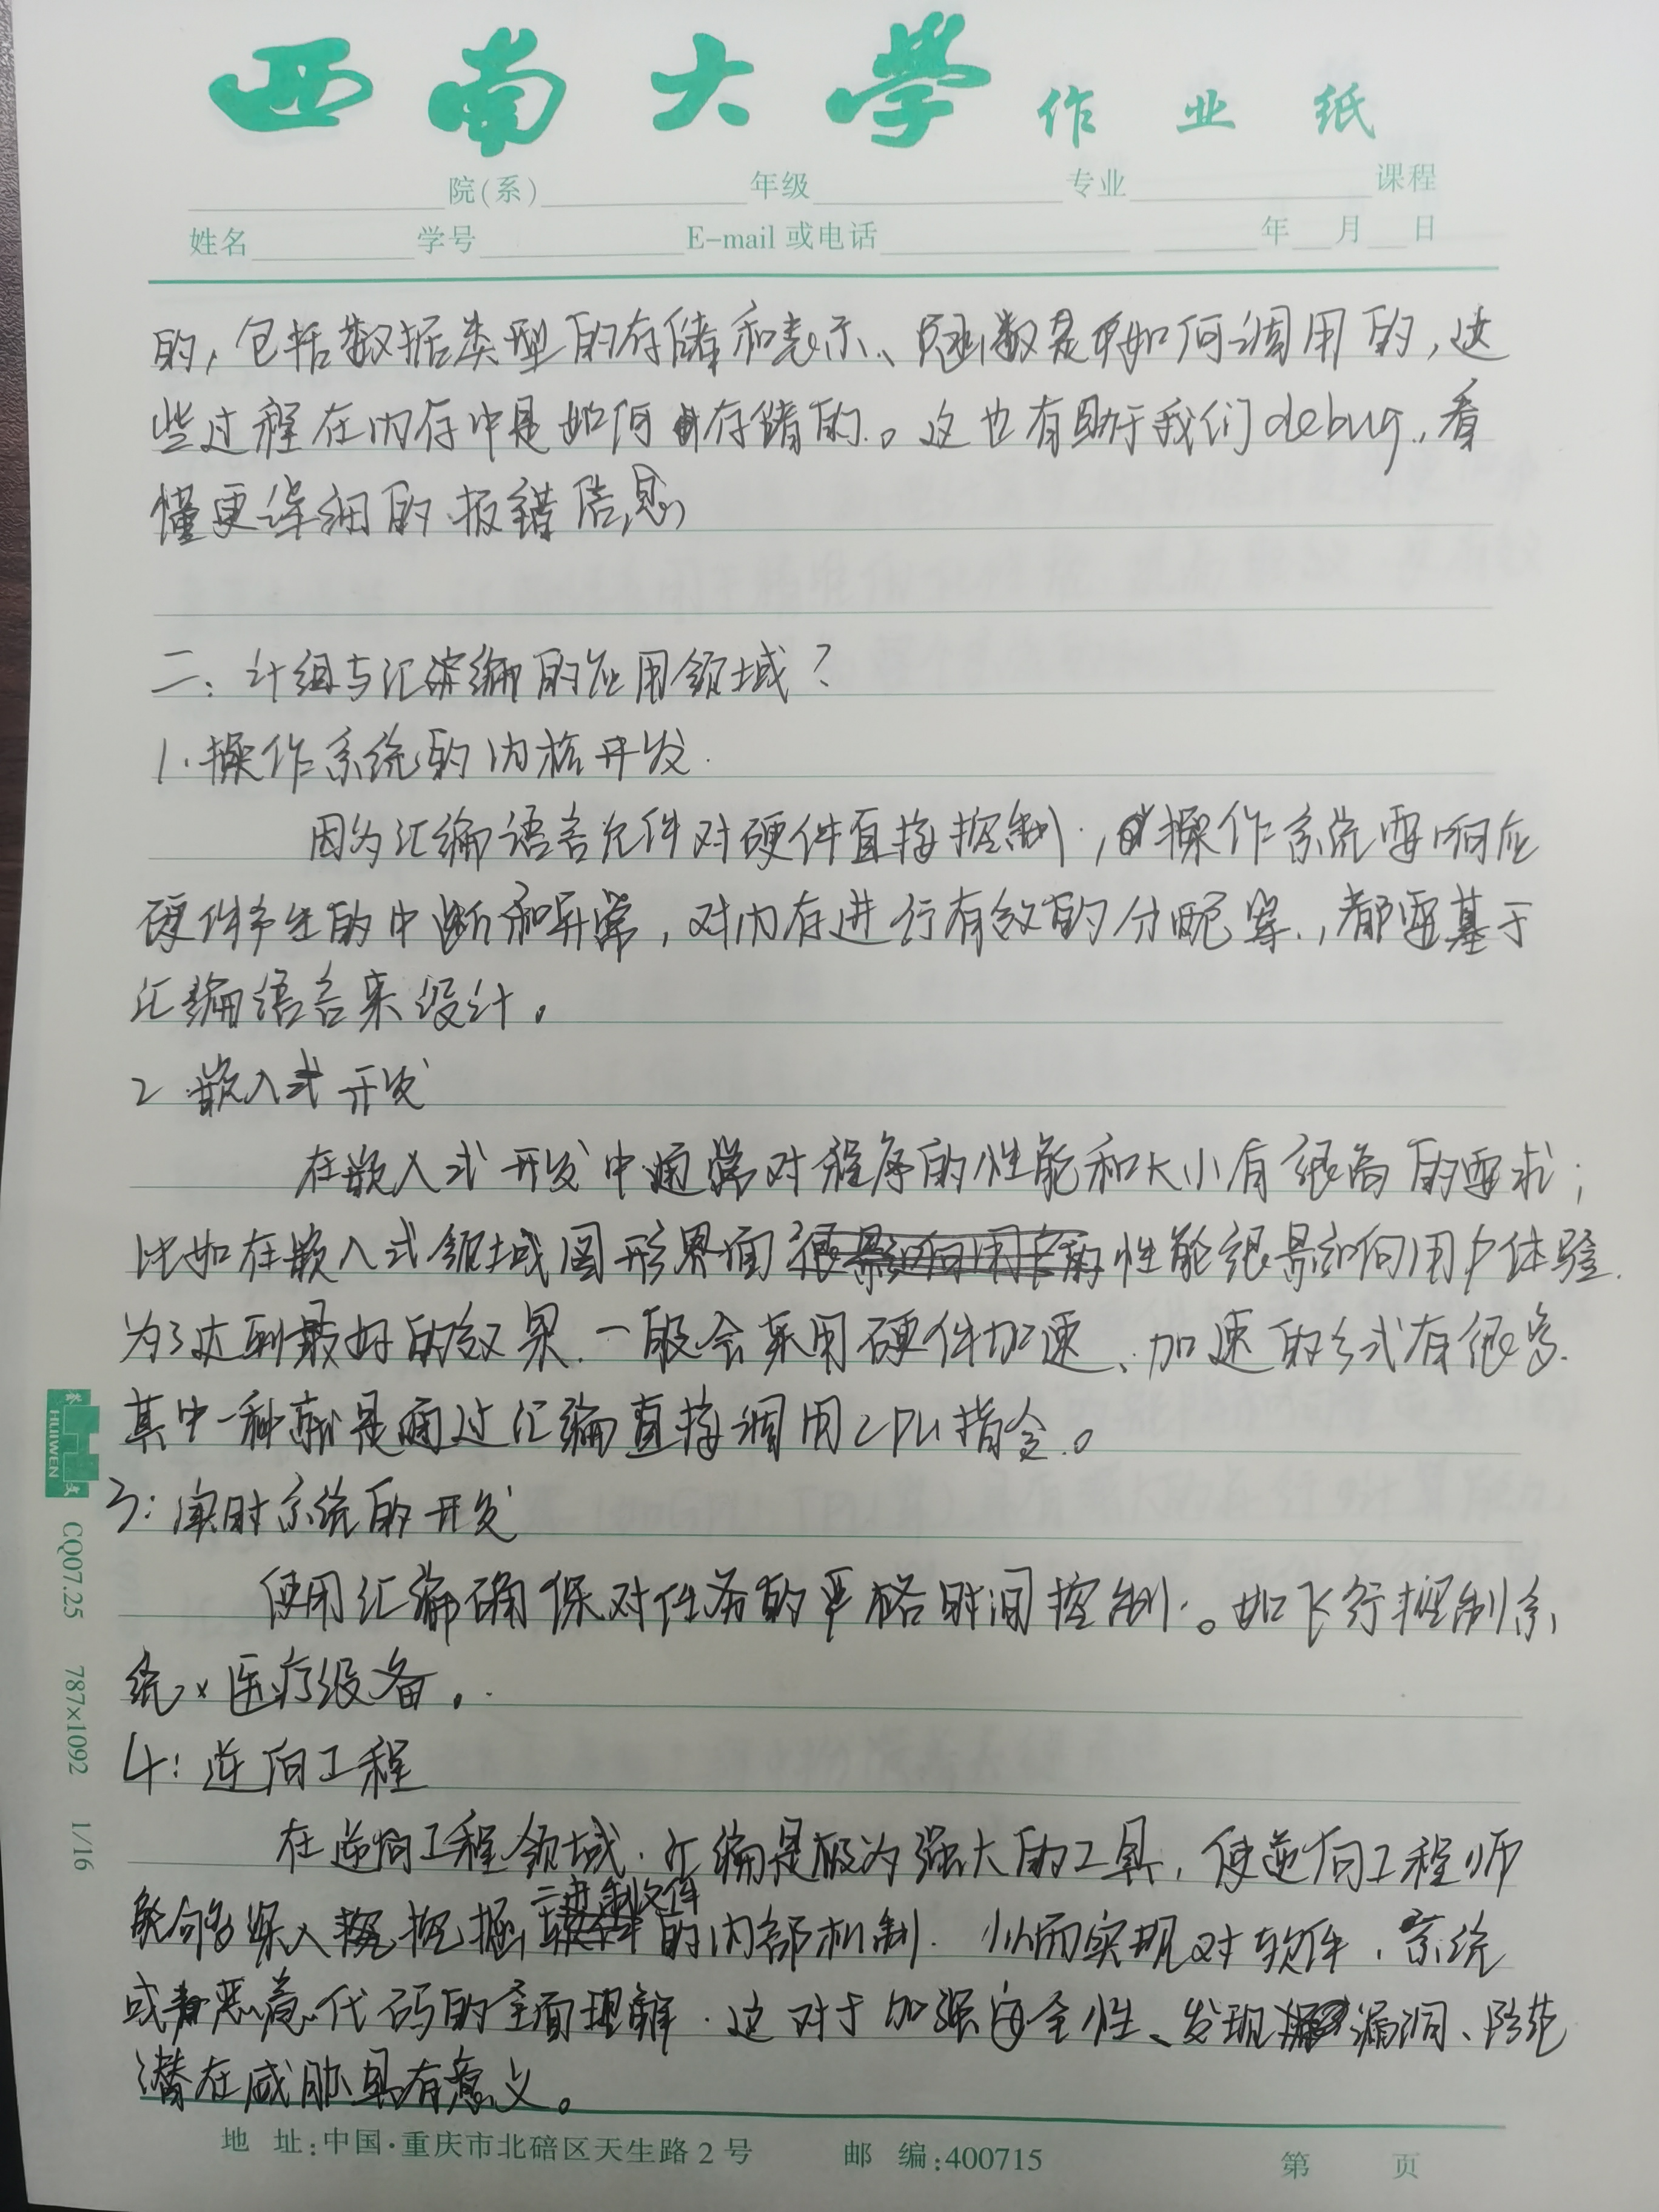 西南大学 作业纸
院(系) 年级 专业 课程
姓名 学号 E-mail 或电话 年 月 日
的，包括数据类型的存储和表示、函数是如何调用的，这
些过程在内存中是如何存储的。这也有助于我们debug，看
懂更详细的报错信息
二：计组与汇编的应用领域？
1.操作系统的内核开发.
因为汇编语言允许对硬件直接控制，操作系统要响应
硬件产生的中断和异常，对内存进行有效的分配等，都要基于
汇编语言来设计。
2 嵌入式开发
在嵌入式开发中通常对程序的性能和大小有很高的要求；
比如在嵌入式领域图形界面性能很影响用户体验.
为了达到最好的效果.一般会采用硬件加速、加速的方式有很多.
其中一种就是通过汇编直接调用CPU指令。
3：实时系统的开发
使用汇编确保对任务的严格时间控制。如飞行控制系
统、医疗设备。
4：逆向工程
在逆向工程领域.汇编是极为强大的工具，使逆向工程师
能够深入挖掘二进制文件的内部机制.从而实现对软件、系统
或恶意代码的全面理解.这对于加强安全性、发现漏洞、防范
潜在威胁具有意义。
地 址:中国·重庆市北碚区天生路2号 邮 编:400715 第 页
HUIWEN
CQ07.25 787×1092 1/16